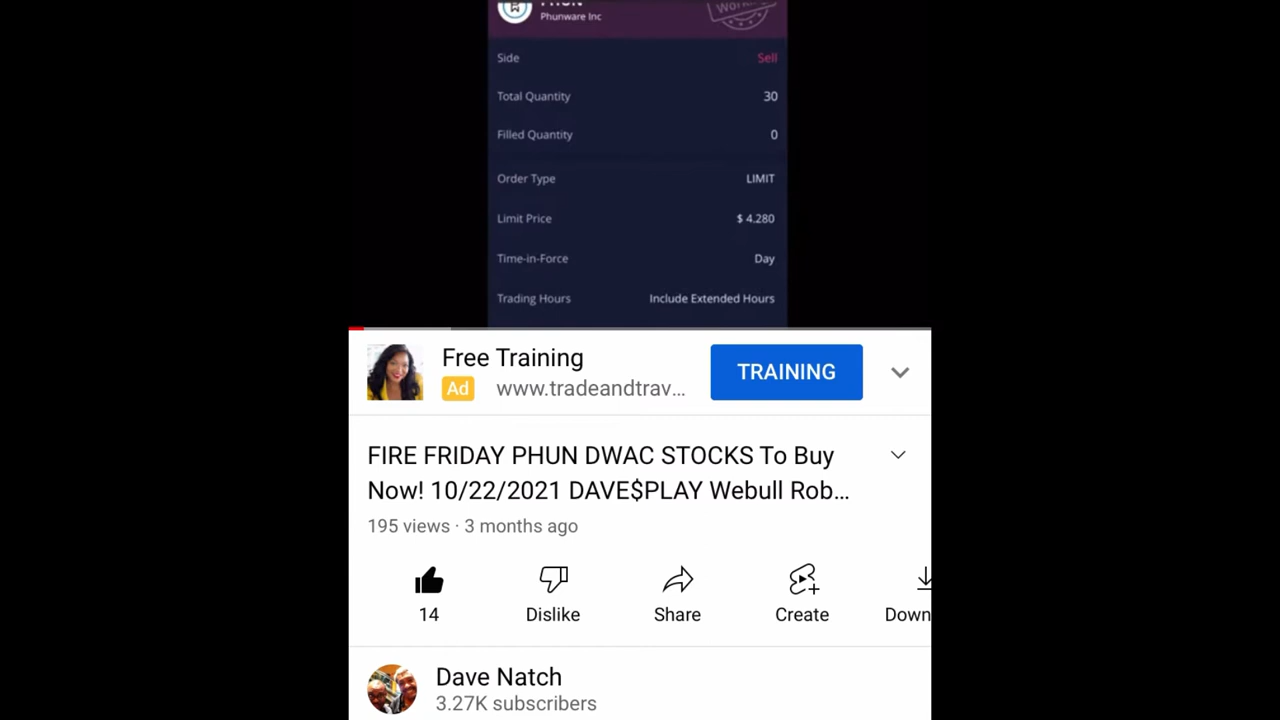 PHUN
Phunware Inc
Side Sell
Total Quantity 30
Filled Quantity 0
Order Type LIMIT
Limit Price $ 4.280
Time-in-Force Day
Trading Hours Include Extended Hours
Free Training
TRAINING
Ad www.tradeandtrav...
FIRE FRIDAY PHUN DWAC STOCKS To Buy
Now! 10/22/2021 DAVE$PLAY Webull Rob...
195 views · 3 months ago
14 Dislike Share Create Down
Dave Natch
3.27K subscribers